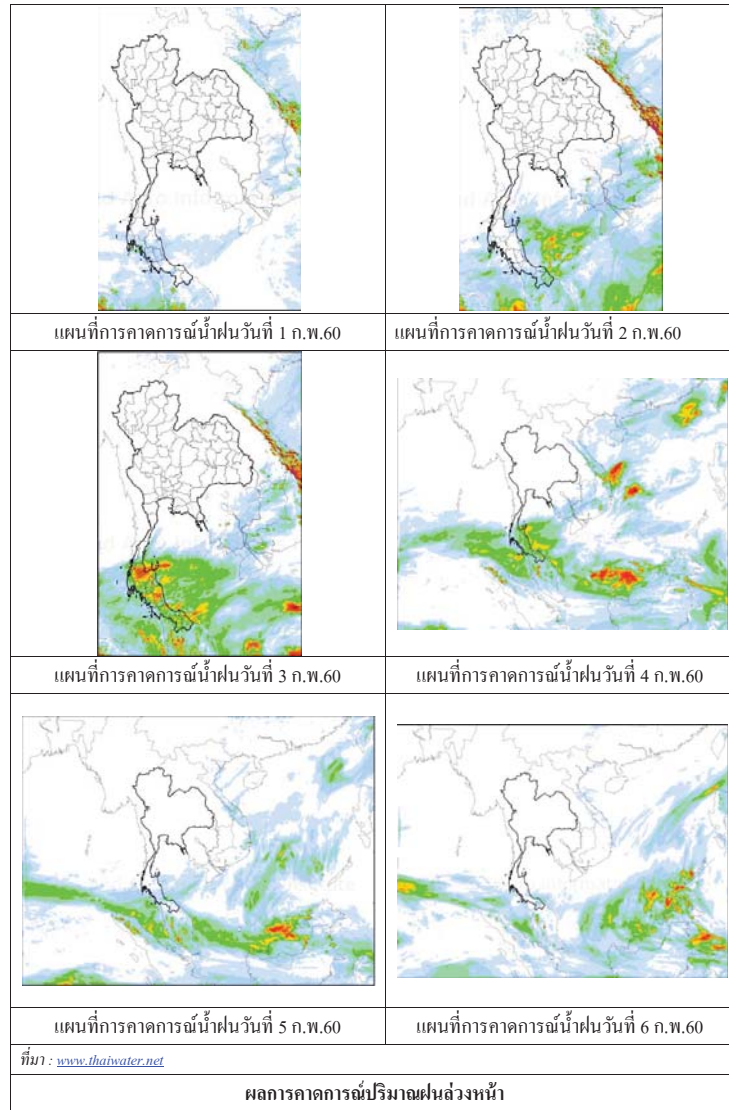 แผนที่การคาดการณ์น้ำฝนวันที่ 1 ก.พ.60
แผนที่การคาดการณ์น้ำฝนวันที่ 2 ก.พ.60
แผนที่การคาดการณ์น้ำฝนวันที่ 3 ก.พ.60
แผนที่การคาดการณ์น้ำฝนวันที่ 4 ก.พ.60
แผนที่การคาดการณ์น้ำฝนวันที่ 5 ก.พ.60
แผนที่การคาดการณ์น้ำฝนวันที่ 6 ก.พ.60
ที่มา : www.thaiwater.net
ผลการคาดการณ์ปริมาณฝนล่วงหน้า